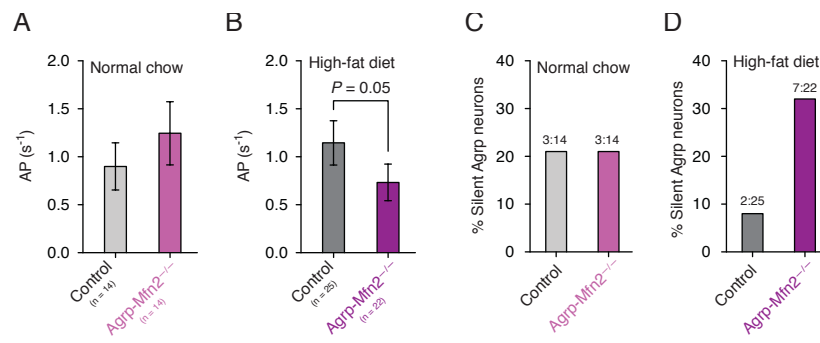 A
Normal chow
AP (s⁻¹)
2.0
1.5
1.0
0.5
0.0
Control
(n = 14)
Agrp-Mfn2⁻/⁻
(n = 14)
B
High-fat diet
P = 0.05
AP (s⁻¹)
2.0
1.5
1.0
0.5
0.0
Control
(n = 25)
Agrp-Mfn2⁻/⁻
(n = 22)
C
Normal chow
% Silent Agrp neurons
40
30
20
10
0
3:14
3:14
Control
Agrp-Mfn2⁻/⁻
D
High-fat diet
% Silent Agrp neurons
40
30
20
10
0
2:25
7:22
Control
Agrp-Mfn2⁻/⁻